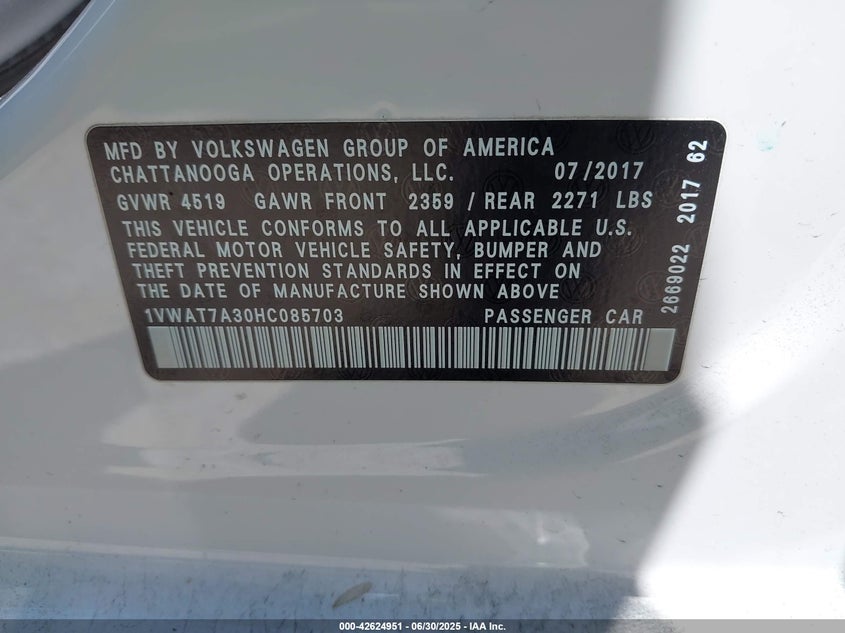 MFD BY VOLKSWAGEN GROUP OF AMERICA
CHATTANOOGA OPERATIONS, LLC. 07/2017
GVWR 4519 GAWR FRONT 2359 / REAR 2271 LBS
THIS VEHICLE CONFORMS TO ALL APPLICABLE U.S.
FEDERAL MOTOR VEHICLE SAFETY, BUMPER AND
THEFT PREVENTION STANDARDS IN EFFECT ON
THE DATE OF MANUFACTURE SHOWN ABOVE
1VWAT7A30HC085703 PASSENGER CAR
2669022 2017 62
000-42624951 - 06/30/2025 - IAA Inc.